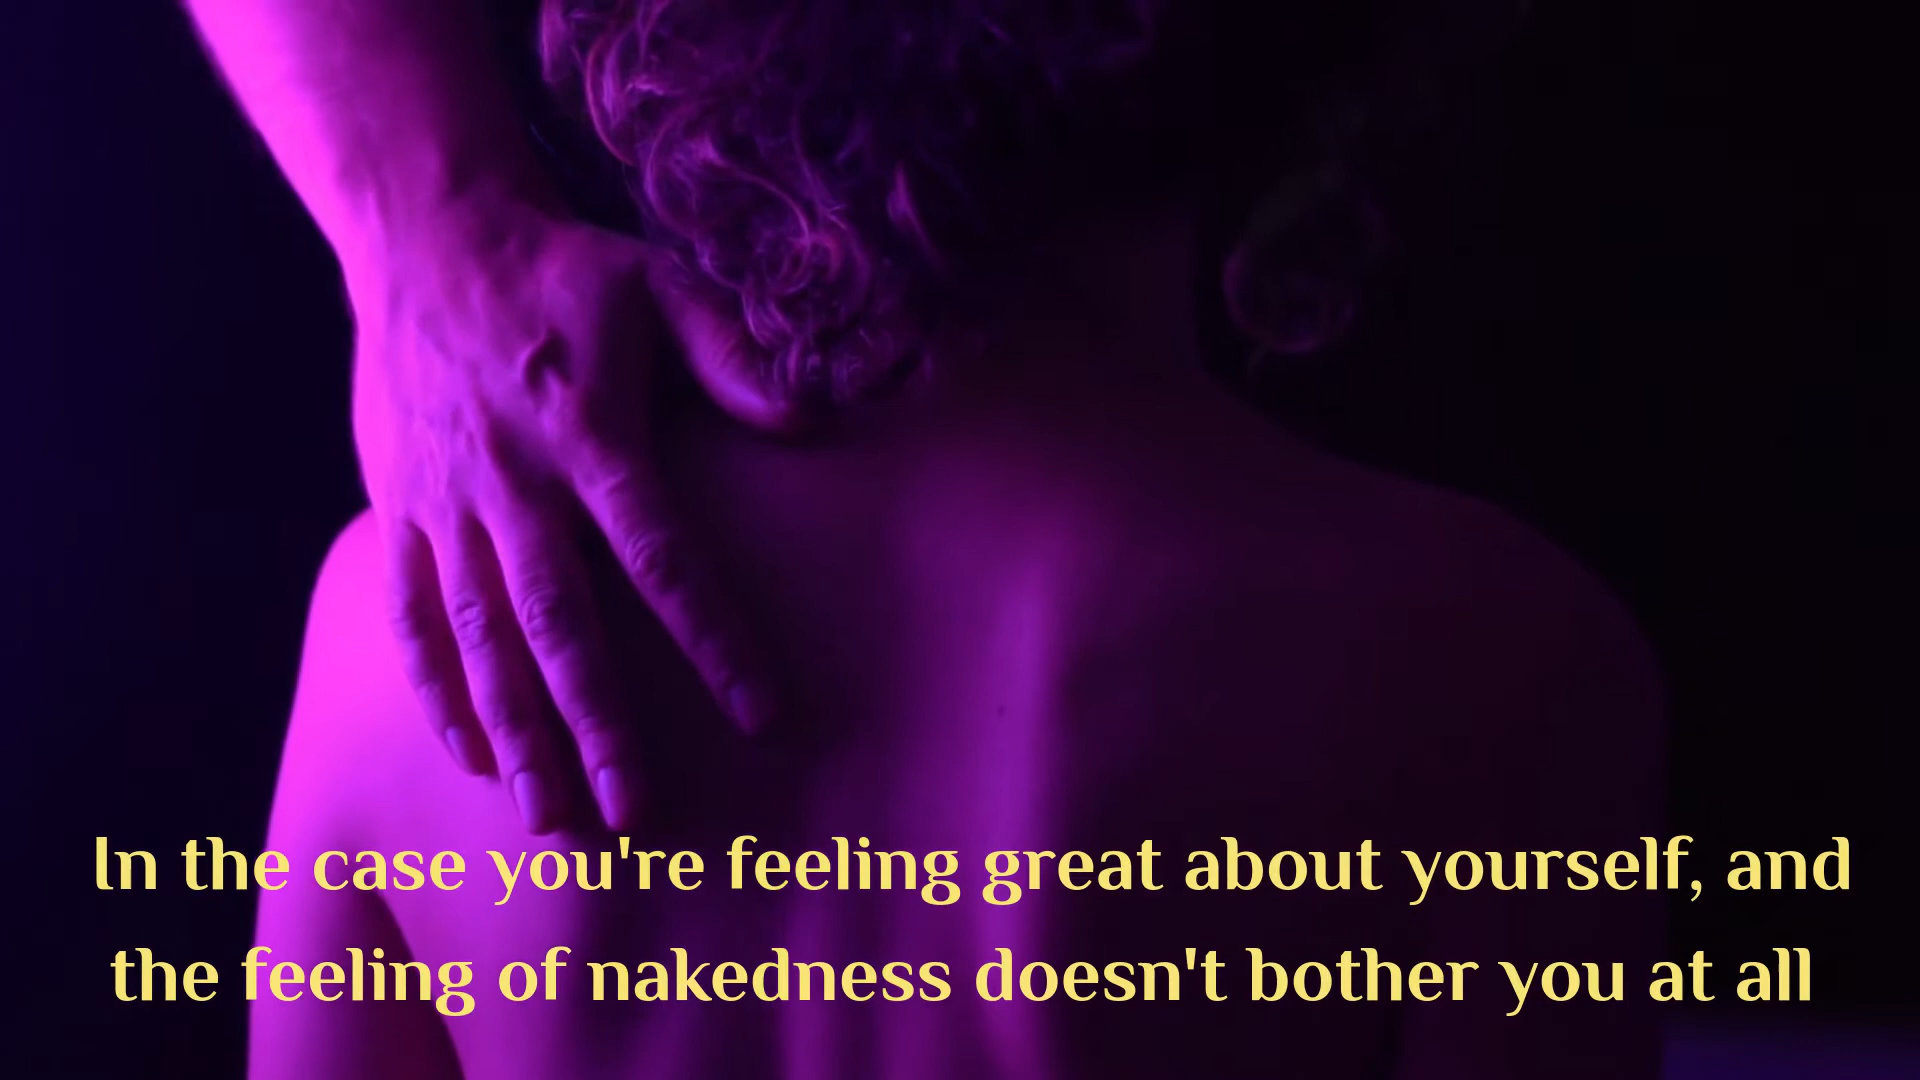 In the case you're feeling great about yourself, and
the feeling of nakedness doesn't bother you at all